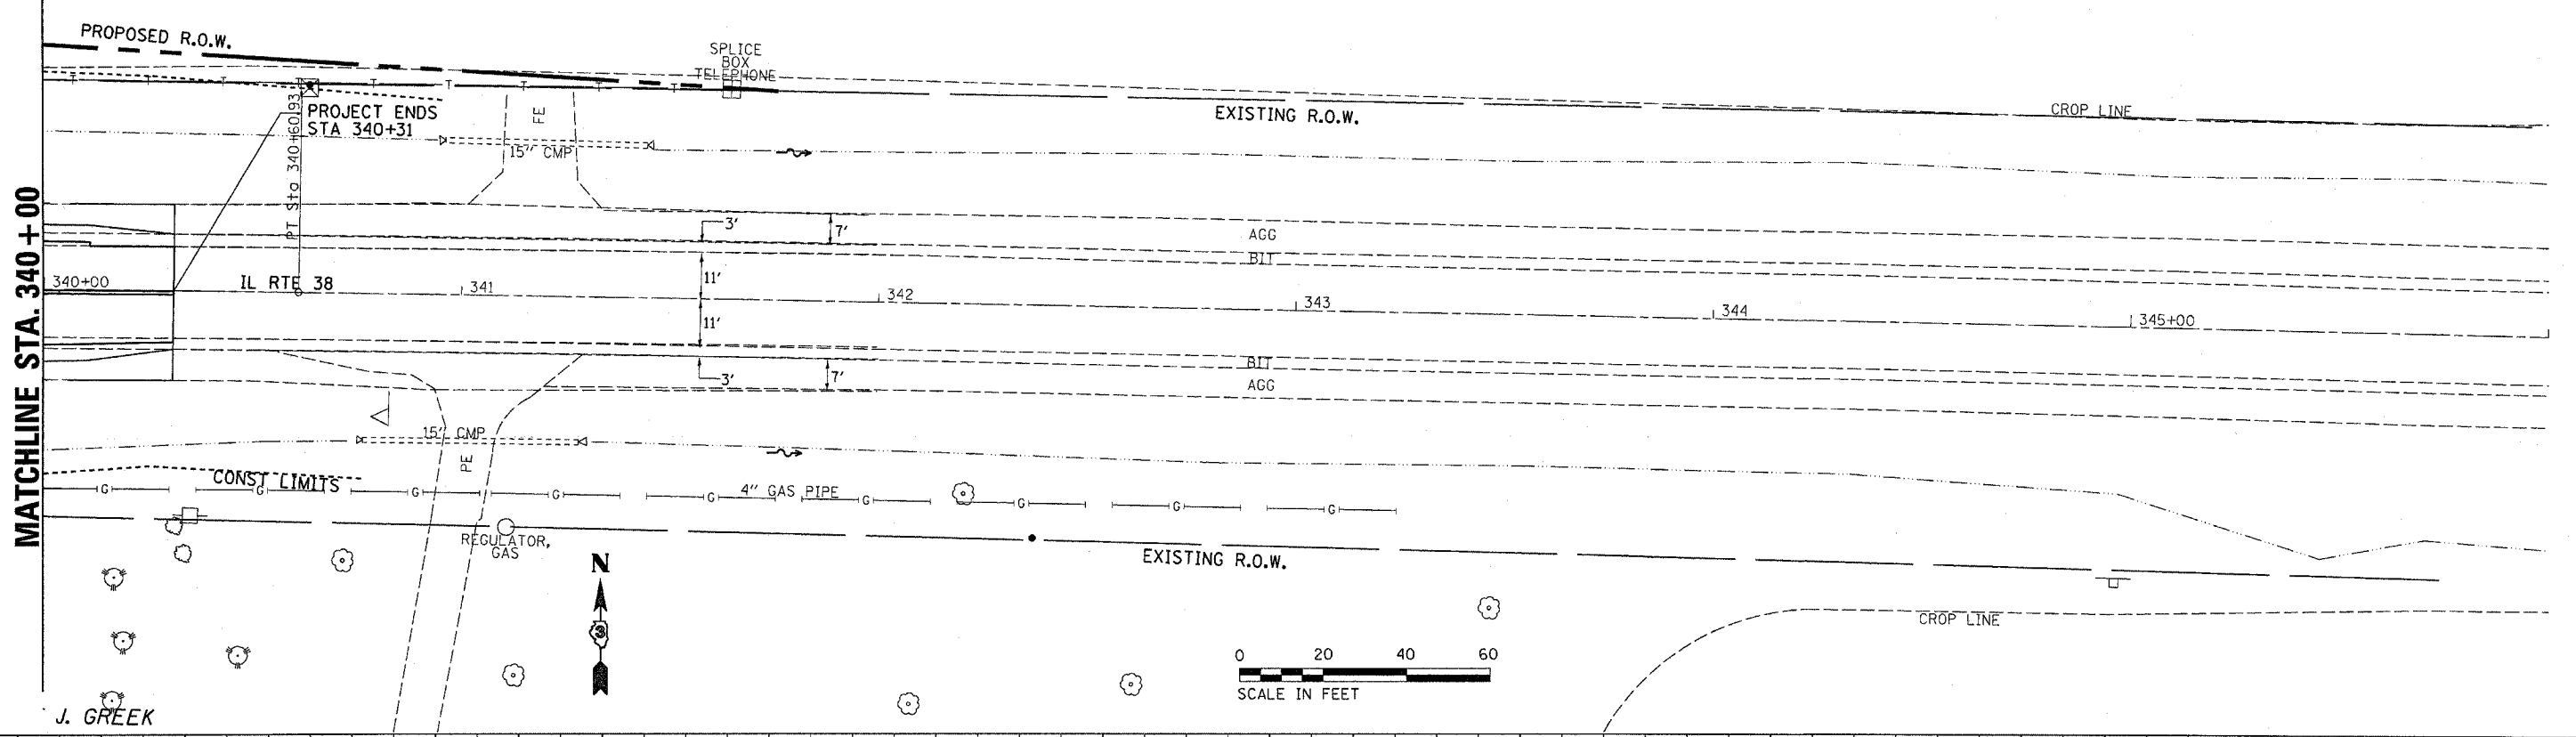 PROPOSED R.O.W.
SPLICE
BOX
TELEPHONE
T T T T T T T T T
PROJECT ENDS
STA 340+31
PT Sta 340+60.93
FE
15" CMP
EXISTING R.O.W.
CROP LINE
MATCHLINE STA. 340+00
3'
7'
AGG
BIT
11'
340+00
IL RTE 38
341
342
343
344
345+00
11'
BIT
3'
7'
AGG
15" CMP
PE
CONST LIMITS
G G G G G G G G G
4" GAS PIPE
REGULATOR,
GAS
EXISTING R.O.W.
N
3
CROP LINE
0 20 40 60
SCALE IN FEET
J. GREEK